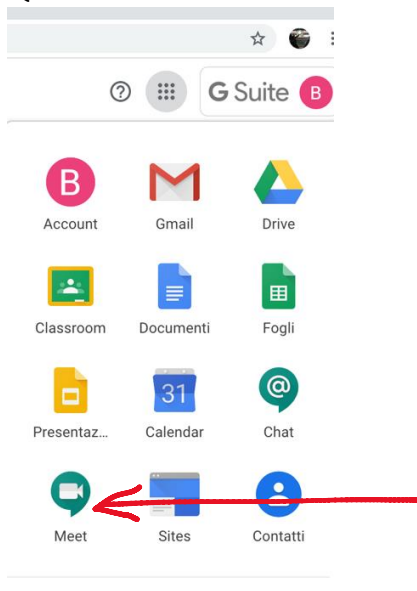 G Suite B
B
Account Gmail Drive
Classroom Documenti Fogli
31 @
Presentaz... Calendar Chat
Meet Sites Contatti